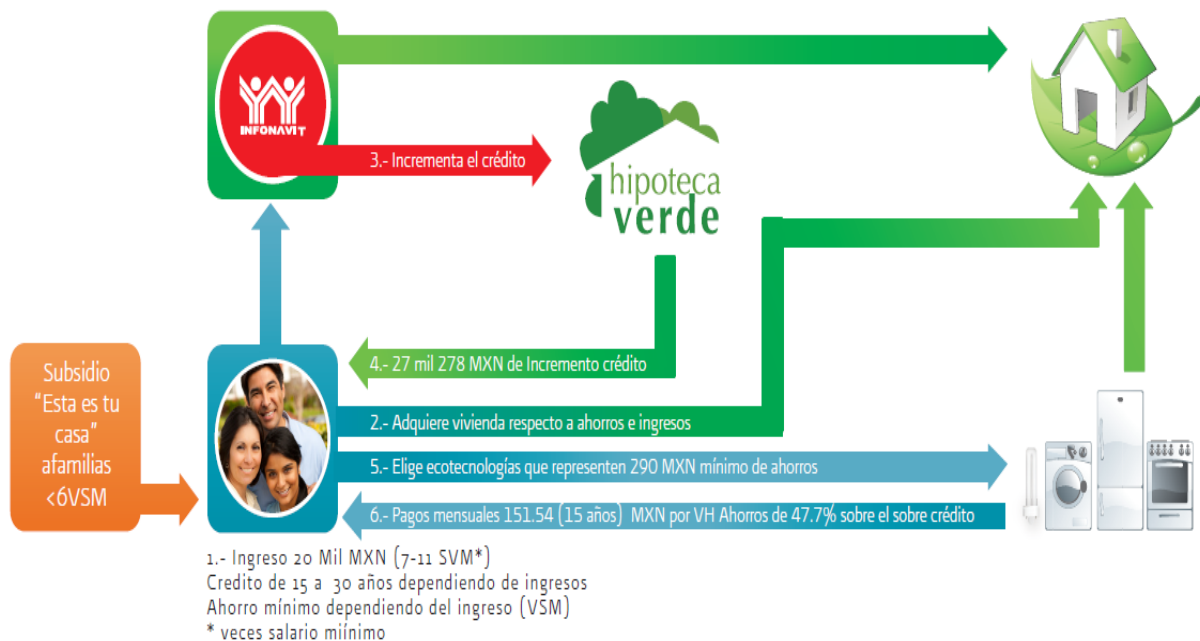 INFONAVIT
3.- Incrementa el crédito
hipoteca
verde
Subsidio
"Esta es tu
casa"
afamilias
<6VSM
4.- 27 mil 278 MXN de Incremento crédito
2.- Adquiere vivienda respecto a ahorros e ingresos
5.- Elige ecotecnologías que representen 290 MXN mínimo de ahorros
6.- Pagos mensuales 151.54 (15 años)  MXN por VH Ahorros de 47.7% sobre el sobre crédito
1.- Ingreso 20 Mil MXN (7-11 SVM*)
Credito de 15 a  30 años dependiendo de ingresos
Ahorro mínimo dependiendo del ingreso (VSM)
* veces salario miínimo